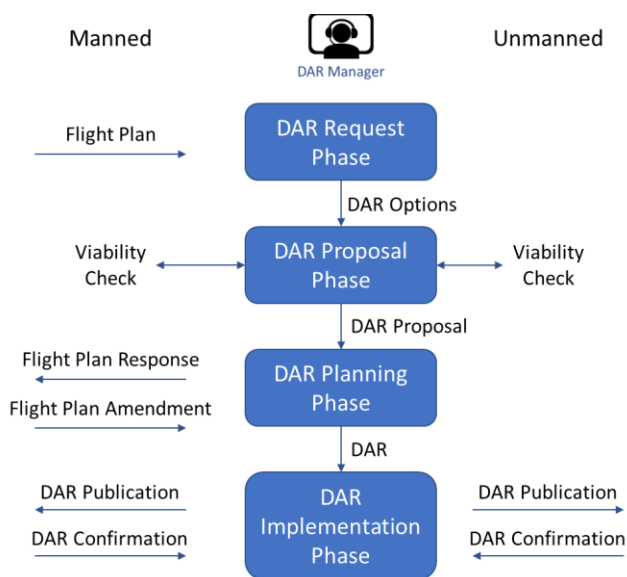 Manned
Unmanned
DAR Manager
Flight Plan
DAR Request
Phase
DAR Options
Viability
Check
DAR Proposal
Phase
Viability
Check
DAR Proposal
Flight Plan Response
Flight Plan Amendment
DAR Planning
Phase
DAR
DAR Publication
DAR Confirmation
DAR
Implementation
Phase
DAR Publication
DAR Confirmation